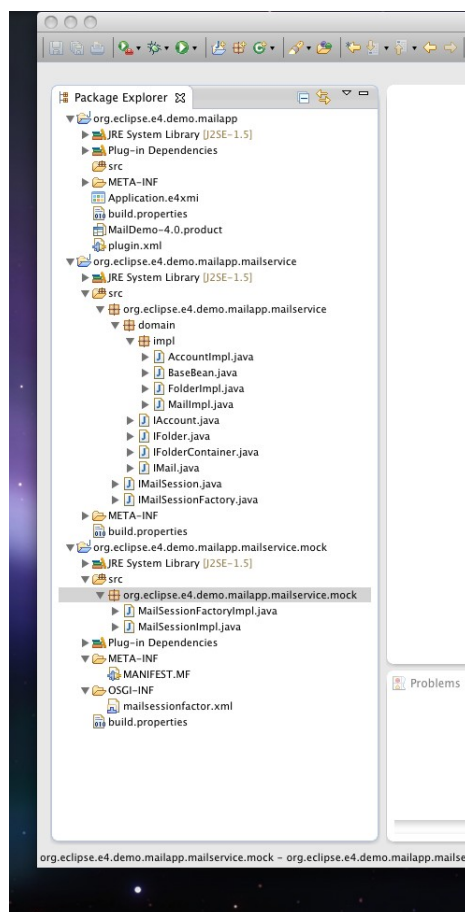 Package Explorer
org.eclipse.e4.demo.mailapp
JRE System Library [J2SE-1.5]
Plug-in Dependencies
src
META-INF
Application.e4xmi
build.properties
MailDemo-4.0.product
plugin.xml
org.eclipse.e4.demo.mailapp.mailservice
JRE System Library [J2SE-1.5]
src
org.eclipse.e4.demo.mailapp.mailservice
domain
impl
AccountImpl.java
BaseBean.java
FolderImpl.java
MailImpl.java
IAccount.java
IFolder.java
IFolderContainer.java
IMail.java
IMailSession.java
IMailSessionFactory.java
META-INF
build.properties
org.eclipse.e4.demo.mailapp.mailservice.mock
JRE System Library [J2SE-1.5]
src
org.eclipse.e4.demo.mailapp.mailservice.mock
MailSessionFactoryImpl.java
MailSessionImpl.java
Plug-in Dependencies
META-INF
MANIFEST.MF
OSGI-INF
Problems
mailsessionfactor.xml
build.properties
org.eclipse.e4.demo.mailapp.mailservice.mock - org.eclipse.e4.demo.mailapp.mailse